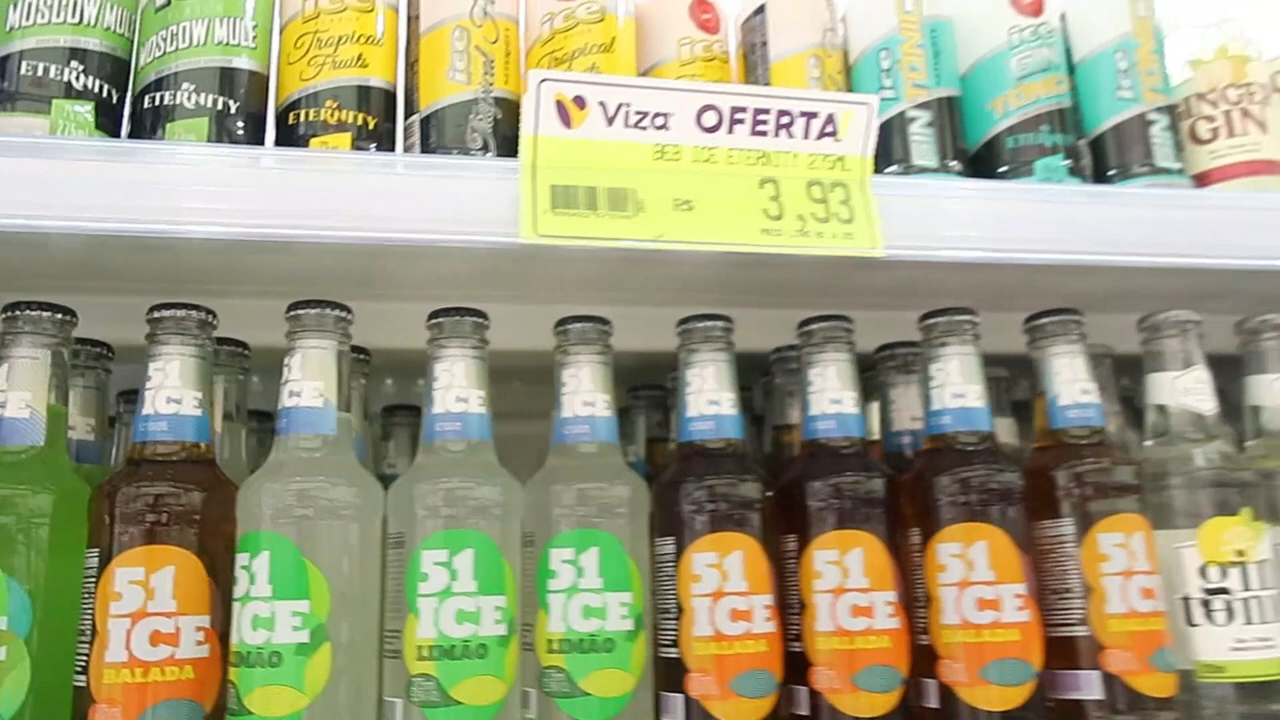 MOSCOW MULE
ETERNITY
MOSCOW MULE
ETERNITY
ice
Tropical
Fruits
ETERNITY
ice
ice
Tropical
ice
ice
TONIC
ice
GIN
Viza OFERTA!
BEB ICE ETERNITY 275ML
R$ 3,93
51
ICE
51
ICE
51
ICE
51
ICE
51
ICE
51
ICE
51
ICE
51
ICE
51
ICE
BALADA
51
ICE
LIMÃO
51
ICE
LIMÃO
51
ICE
LIMÃO
51
ICE
BALADA
51
ICE
BALADA
51
ICE
BALADA
51
ICE
BALADA
gin